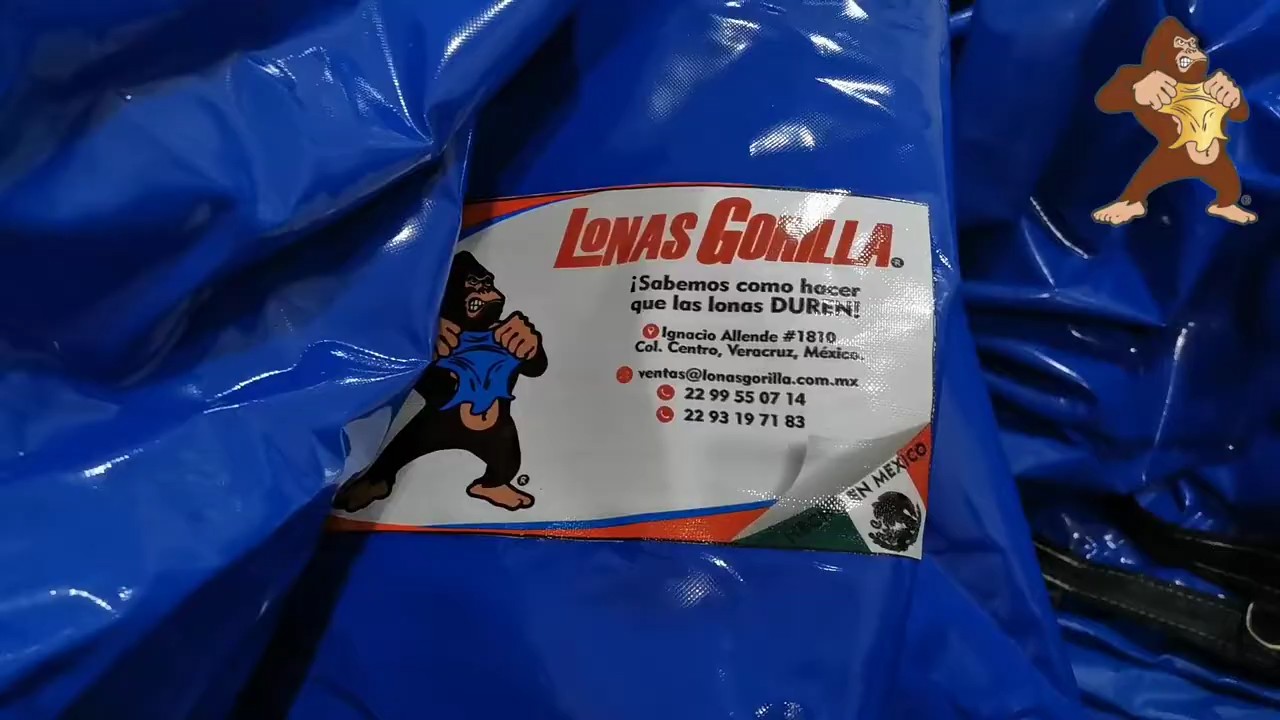 LONAS GORILLA®
¡Sabemos como hacer
que las lonas DUREN!
Ignacio Allende #1810
Col. Centro, Veracruz, México.
ventas@lonasgorilla.com.mx
22 99 55 07 14
22 93 19 71 83
EN MEXICO
®
®